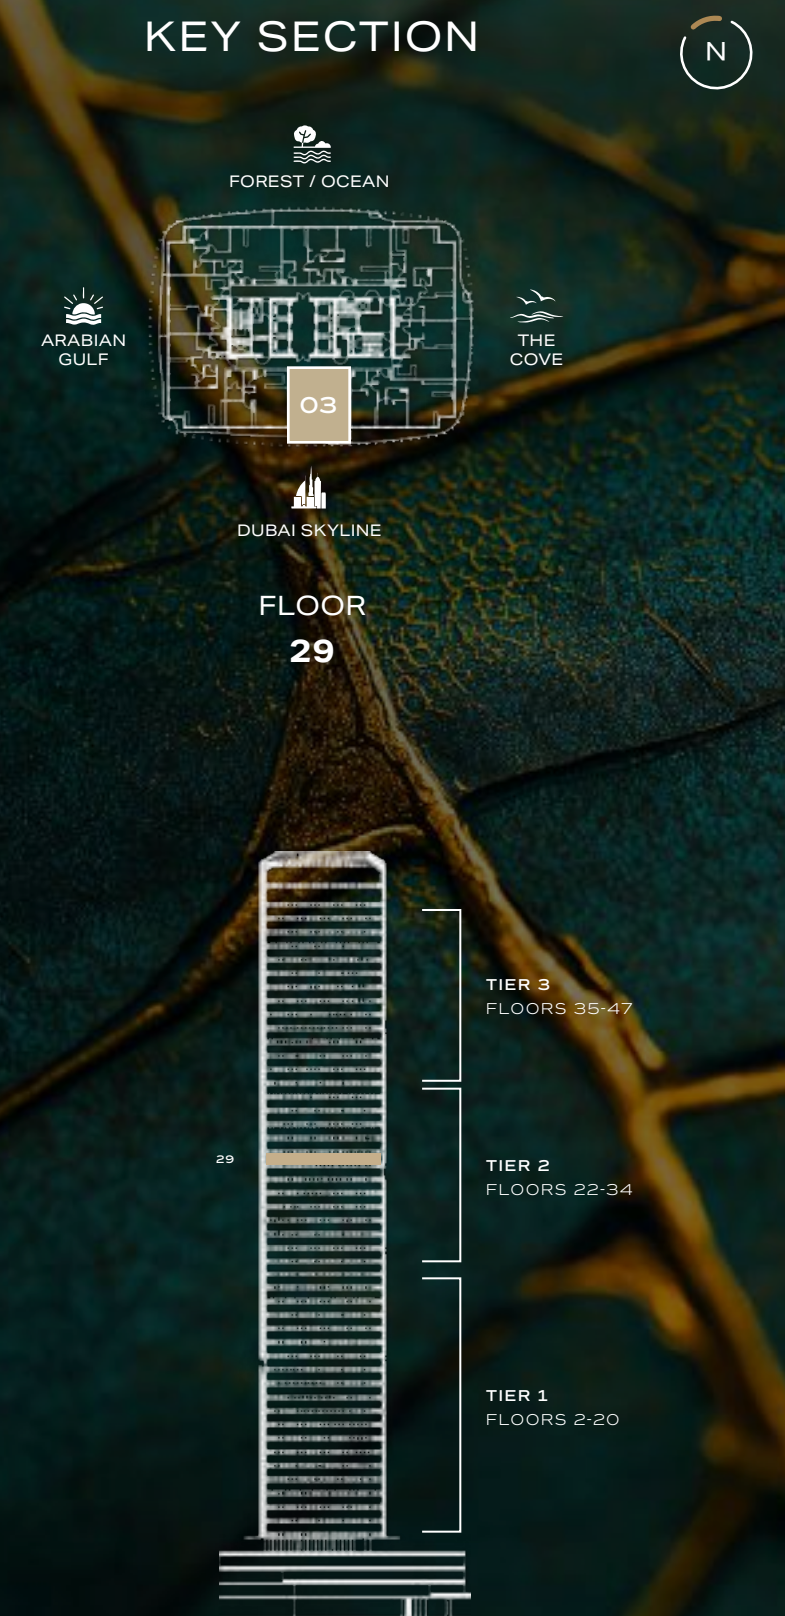 KEY SECTION
N
FOREST / OCEAN
ARABIAN
GULF
THE
COVE
03
DUBAI SKYLINE
FLOOR
29
TIER 3
FLOORS 35-47
29
TIER 2
FLOORS 22-34
TIER 1
FLOORS 2-20